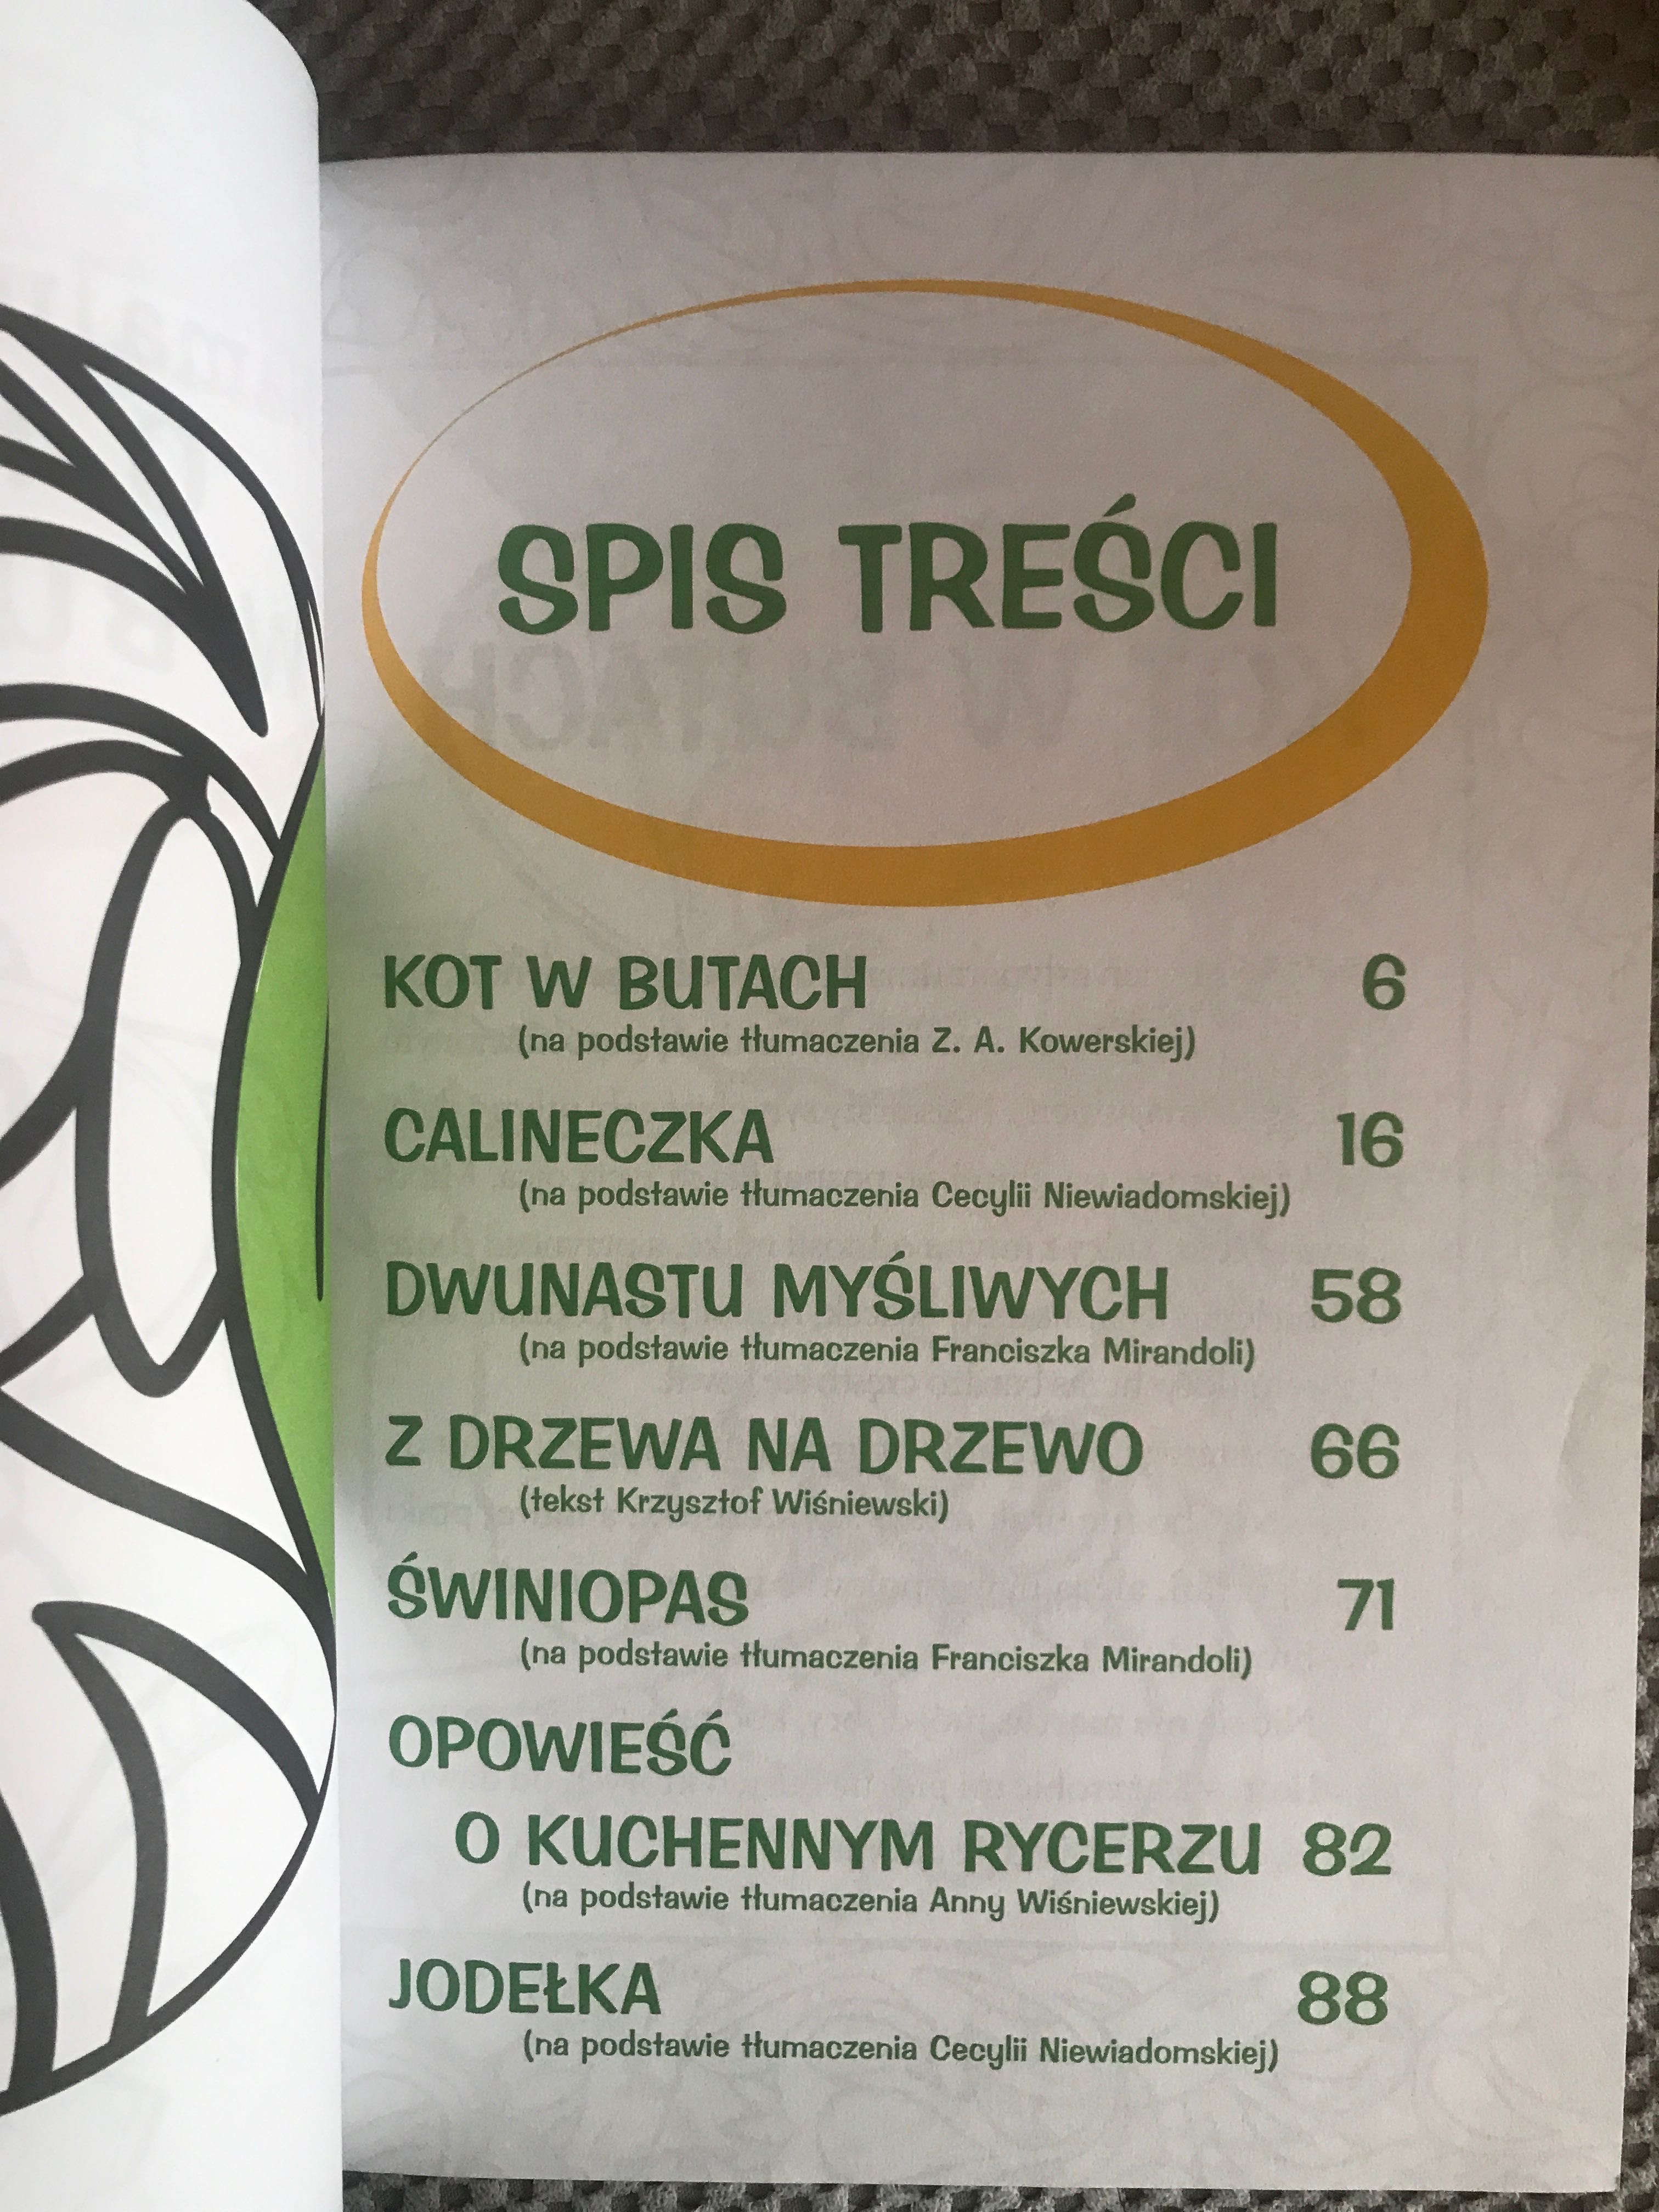 SPIS TREŚCI
KOT W BUTACH 6
(na podstawie tłumaczenia Z. A. Kowerskiej)
CALINECZKA 16
(na podstawie tłumaczenia Cecylii Niewiadomskiej)
DWUNASTU MYŚLIWYCH 58
(na podstawie tłumaczenia Franciszka Mirandoli)
Z DRZEWA NA DRZEWO 66
(tekst Krzysztof Wiśniewski)
ŚWINIOPAS 71
(na podstawie tłumaczenia Franciszka Mirandoli)
OPOWIEŚĆ
O KUCHENNYM RYCERZU 82
(na podstawie tłumaczenia Anny Wiśniewskiej)
JODEŁKA 88
(na podstawie tłumaczenia Cecylii Niewiadomskiej)